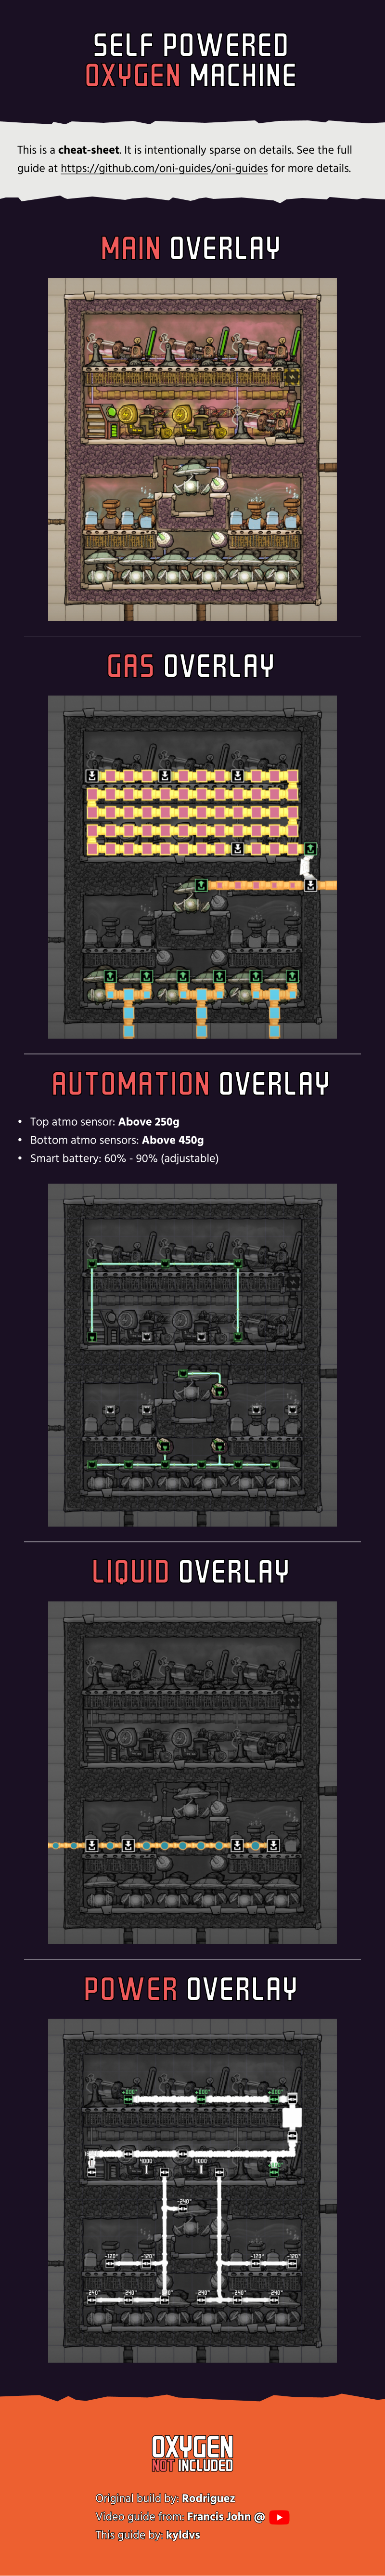 SELF POWERED
OXYGEN MACHINE
This is a cheat-sheet. It is intentionally sparse on details. See the full
guide at https://github.com/oni-guides/oni-guides for more details.
MAIN OVERLAY
GAS OVERLAY
AUTOMATION OVERLAY
• Top atmo sensor: Above 250g
• Bottom atmo sensors: Above 450g
• Smart battery: 60% - 90% (adjustable)
LIQUID OVERLAY
POWER OVERLAY
OXYGEN
NOT INCLUDED
Original build by: Rodriguez
Video guide from: Francis John @
This guide by: kyldvs